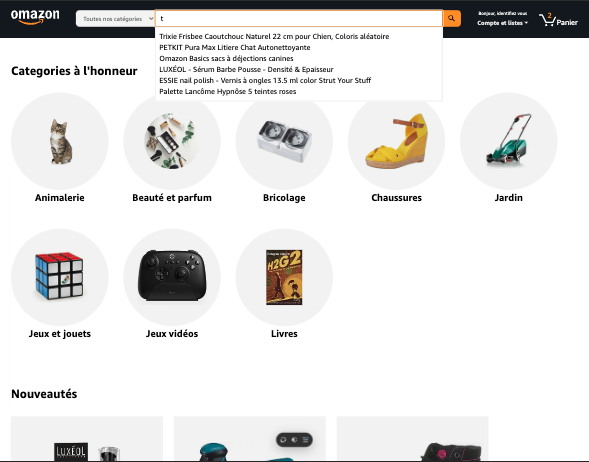 omazon
Toutes nos catégories
t
Bonjour, identifiez vous
Compte et listes
2
Panier
Trixie Frisbee Caoutchouc Naturel 22 cm pour Chien, Coloris aléatoire
PETKIT Pura Max Litiere Chat Autonettoyante
Omazon Basics sacs à déjections canines
LUXÉOL - Sérum Barbe Pousse - Densité & Epaisseur
ESSIE nail polish - Vernis à ongles 13.5 ml color Strut Your Stuff
Palette Lancôme Hypnôse 5 teintes roses
Categories à l'honneur
Animalerie
Beauté et parfum
Bricolage
Chaussures
Jardin
H2G2
Jeux et jouets
Jeux vidéos
Livres
Nouveautés
LUXÉOL